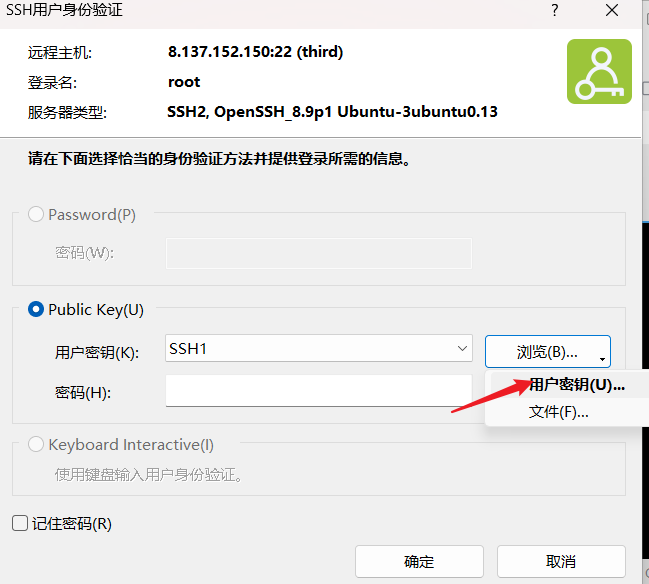 SSH用户身份验证
?
远程主机: 8.137.152.150:22 (third)
登录名: root
服务器类型: SSH2, OpenSSH_8.9p1 Ubuntu-3ubuntu0.13
请在下面选择恰当的身份验证方法并提供登录所需的信息。
Password(P)
密码(W):
Public Key(U)
用户密钥(K): SSH1 浏览(B)...
密码(H): 用户密钥(U)...
文件(F)...
Keyboard Interactive(I)
使用键盘输入用户身份验证。
记住密码(R)
确定 取消